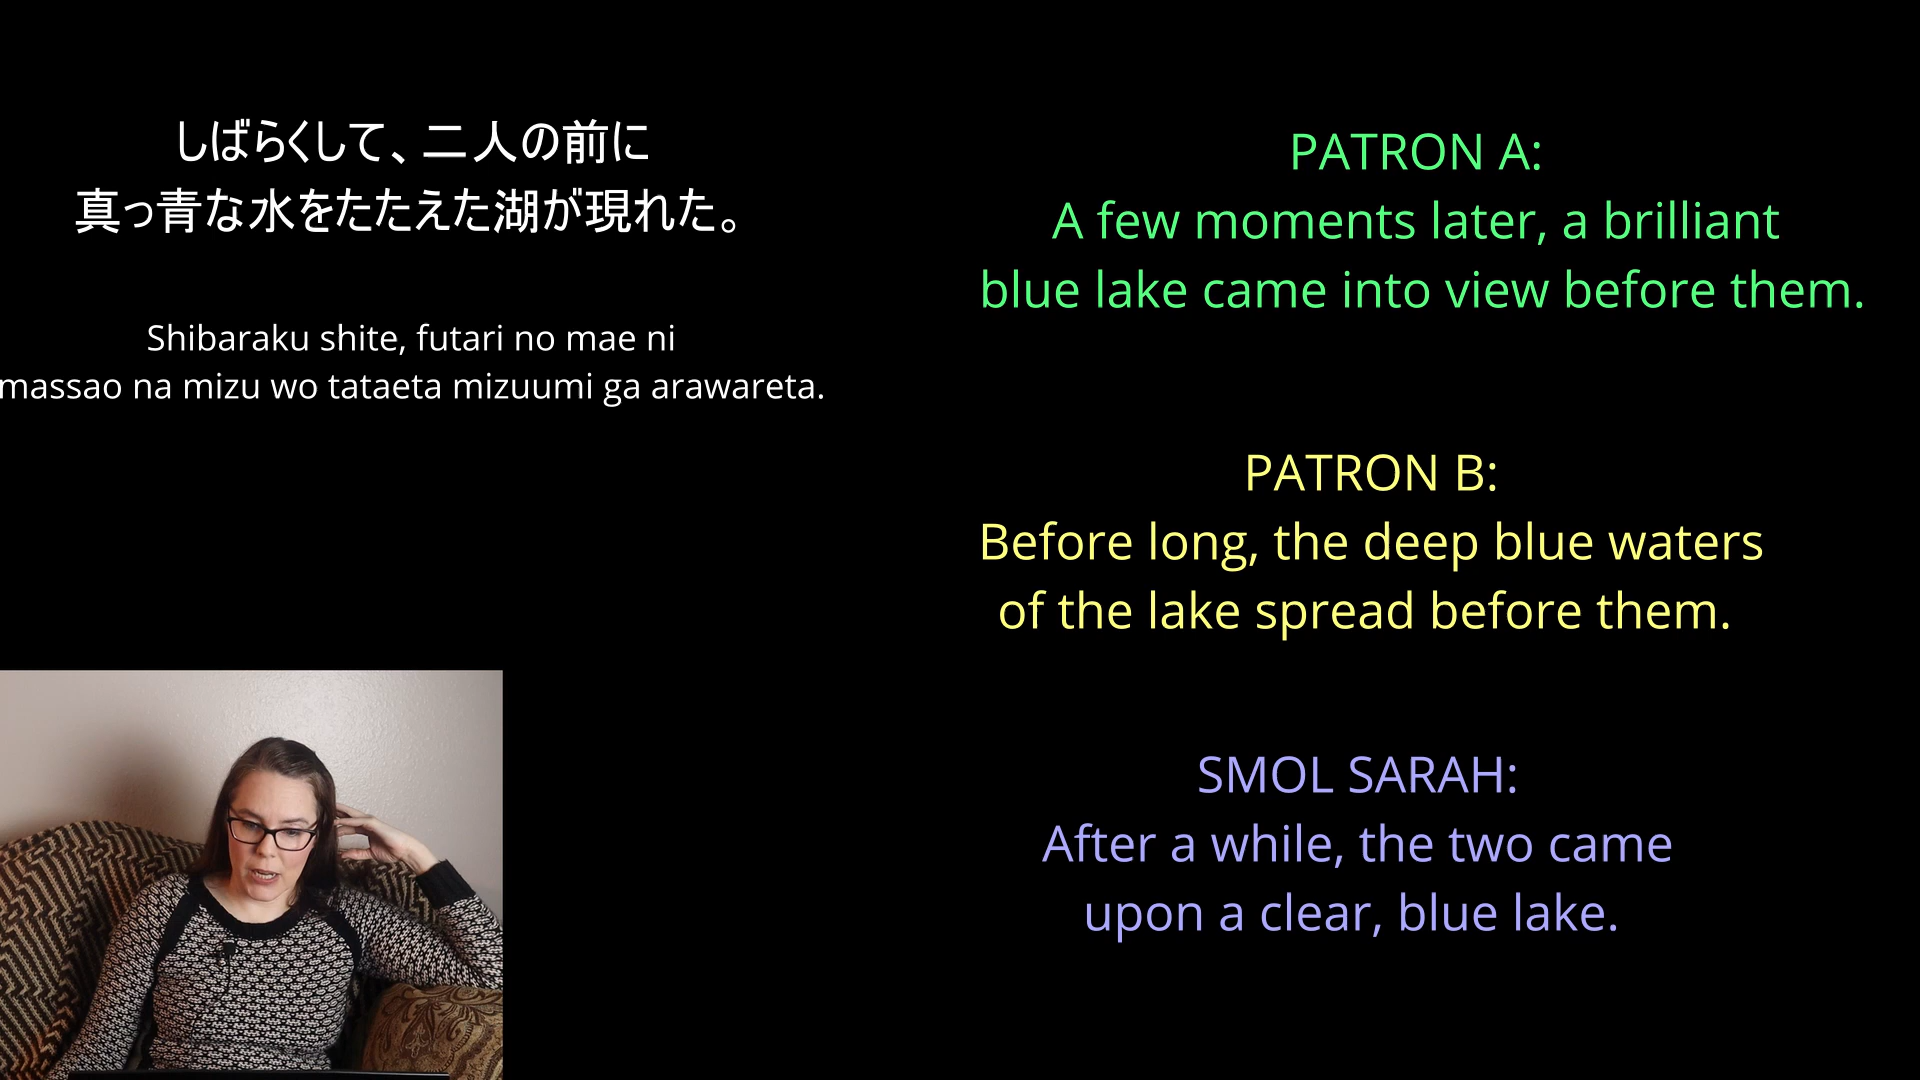 しばらくして、二人の前に
真っ青な水をたたえた湖が現れた。
Shibaraku shite, futari no mae ni
massao na mizu wo tataeta mizuumi ga arawareta.
PATRON A:
A few moments later, a brilliant
blue lake came into view before them.
PATRON B:
Before long, the deep blue waters
of the lake spread before them.
SMOL SARAH:
After a while, the two came
upon a clear, blue lake.